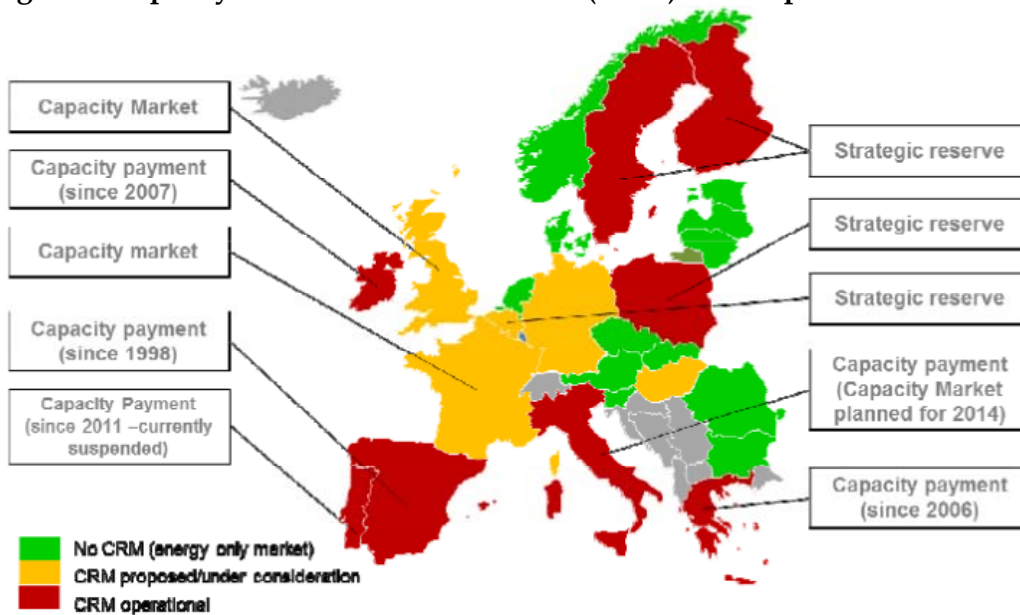 Capacity Market
Capacity payment
(since 2007)
Capacity market
Capacity payment
(since 1998)
Capacity Payment
(since 2011 –currently
suspended)
Strategic reserve
Strategic reserve
Strategic reserve
Capacity payment
(Capacity Market
planned for 2014)
Capacity payment
(since 2006)
No CRM (energy only market)
CRM proposed/under consideration
CRM operational